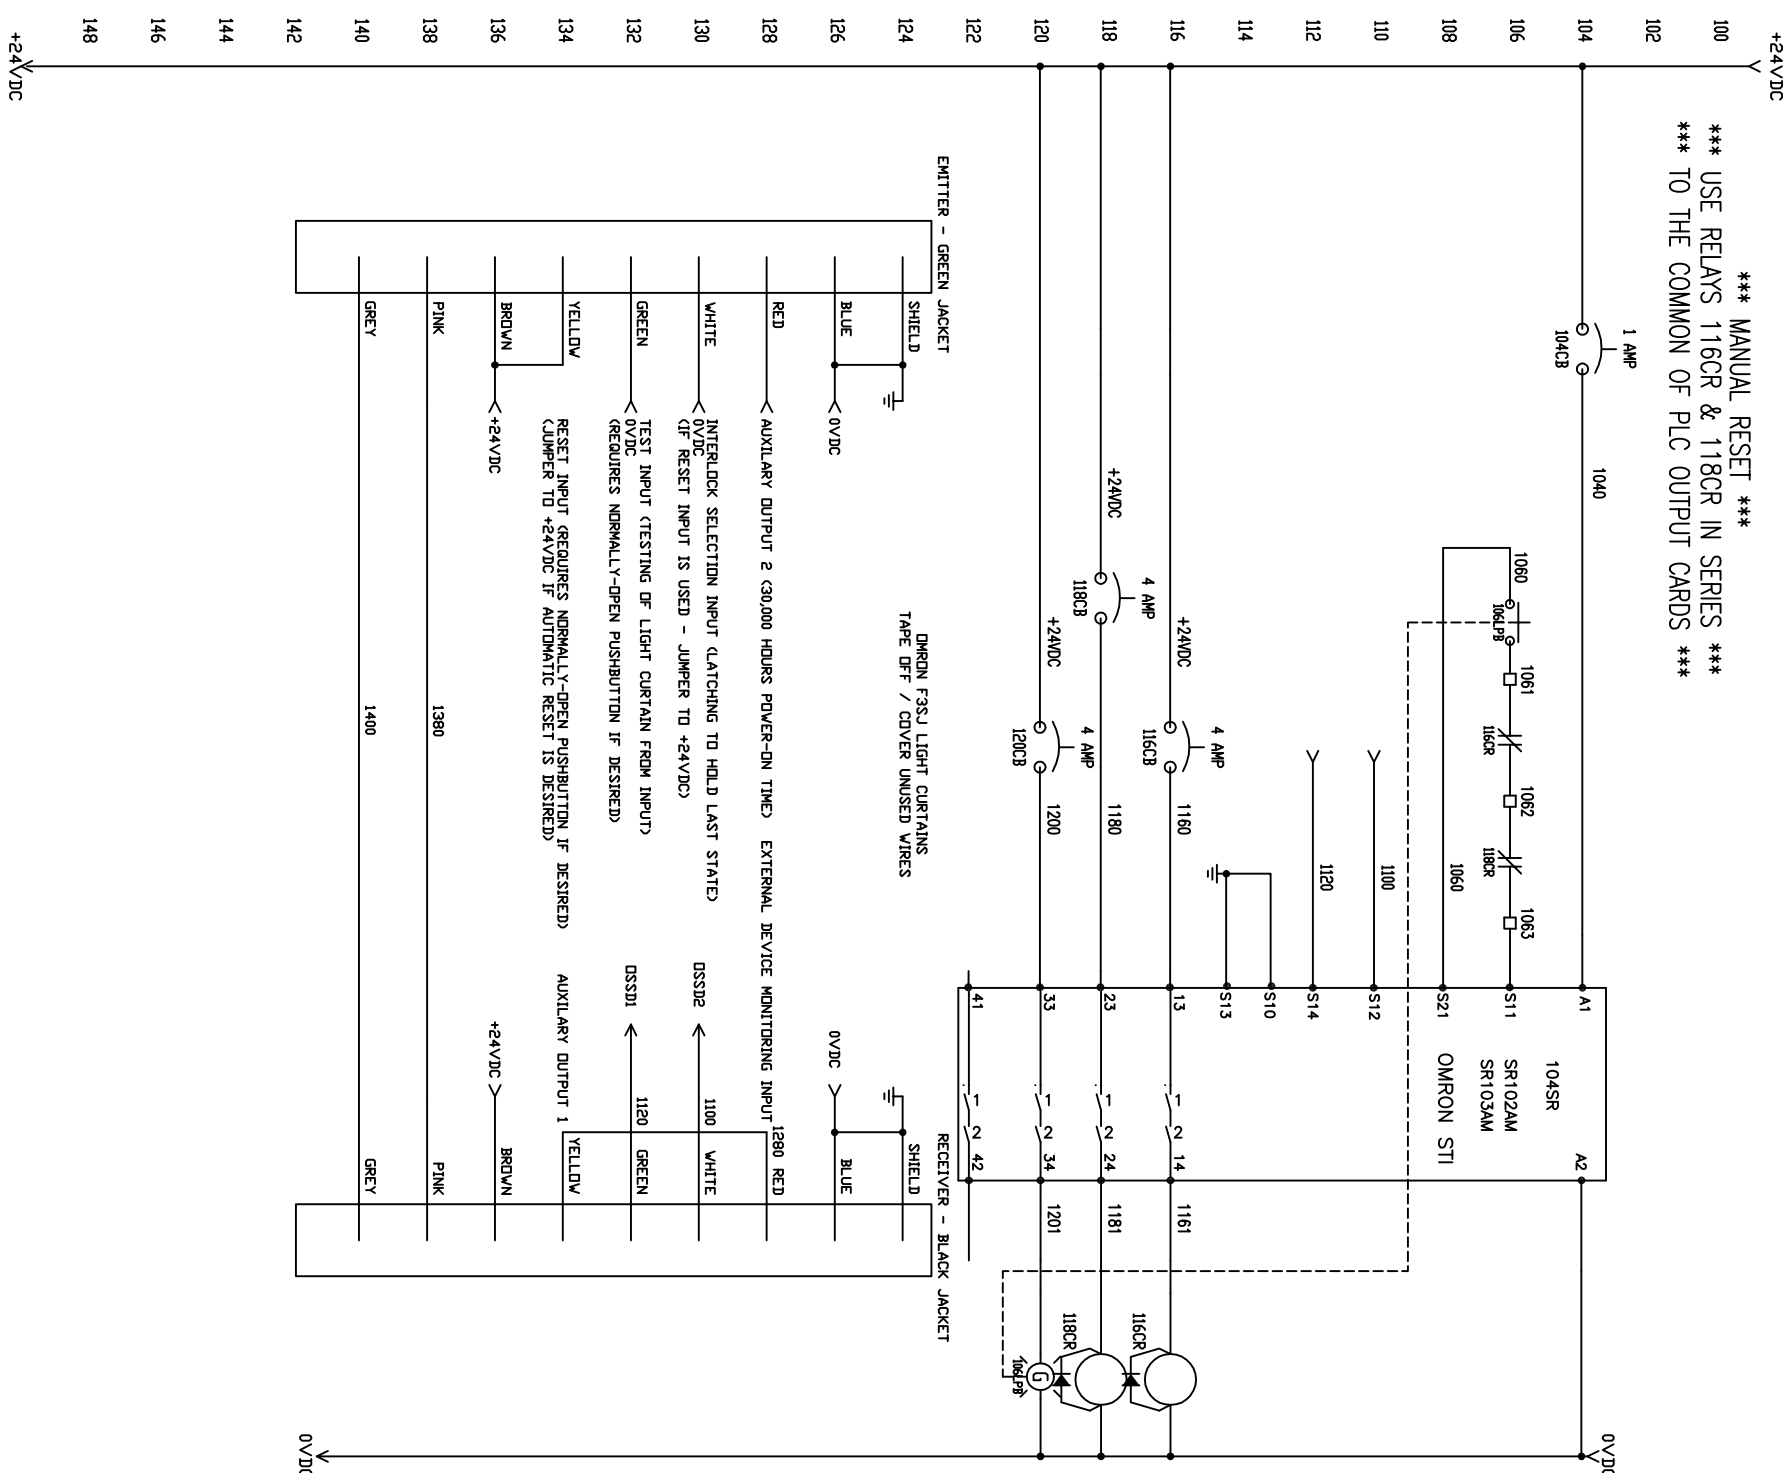 +24VDC
100
102
104
106
108
110
112
114
116
118
120
122
124
126
128
130
132
134
136
138
140
142
144
146
148
+24VDC
*** MANUAL RESET ***
*** USE RELAYS 116CR & 118CR IN SERIES ***
*** TO THE COMMON OF PLC OUTPUT CARDS ***
1 AMP
104CB
1040
1060
106LPB
1061
116CR
1062
118CR
1063
1060
1100
1120
+24VDC
4 AMP
116CB
1160
+24VDC
4 AMP
118CB
1180
+24VDC
4 AMP
120CB
1200
A1
S11
S21
S12
S14
S10
S13
13
23
33
41
104SR
SR102AM
SR103AM
OMRON STI
A2
1 2 14
1 2 24
1 2 34
1 2 42
1161
1181
1201
116CR
118CR
G
106LPB
0VDC
0VDC
OMRON F3SJ LIGHT CURTAINS
TAPE OFF / COVER UNUSED WIRES
EMITTER - GREEN JACKET
RECEIVER - BLACK JACKET
SHIELD
SHIELD
BLUE
0VDC
0VDC
BLUE
RED
AUXILARY OUTPUT 2 (30,000 HOURS POWER-ON TIME)
EXTERNAL DEVICE MONITORING INPUT
1280 RED
WHITE
INTERLOCK SELECTION INPUT (LATCHING TO HOLD LAST STATE)
0VDC
(IF RESET INPUT IS USED - JUMPER TO +24VDC)
OSSD2
1100
WHITE
GREEN
TEST INPUT (TESTING OF LIGHT CURTAIN FROM INPUT)
0VDC
(REQUIRES NORMALLY-OPEN PUSHBUTTON IF DESIRED)
OSSD1
1120
GREEN
YELLOW
RESET INPUT (REQUIRES NORMALLY-OPEN PUSHBUTTON IF DESIRED)
(JUMPER TO +24VDC IF AUTOMATIC RESET IS DESIRED)
AUXILARY OUTPUT 1
YELLOW
BROWN
+24VDC
+24VDC
BROWN
PINK
1380
PINK
GREY
1400
GREY